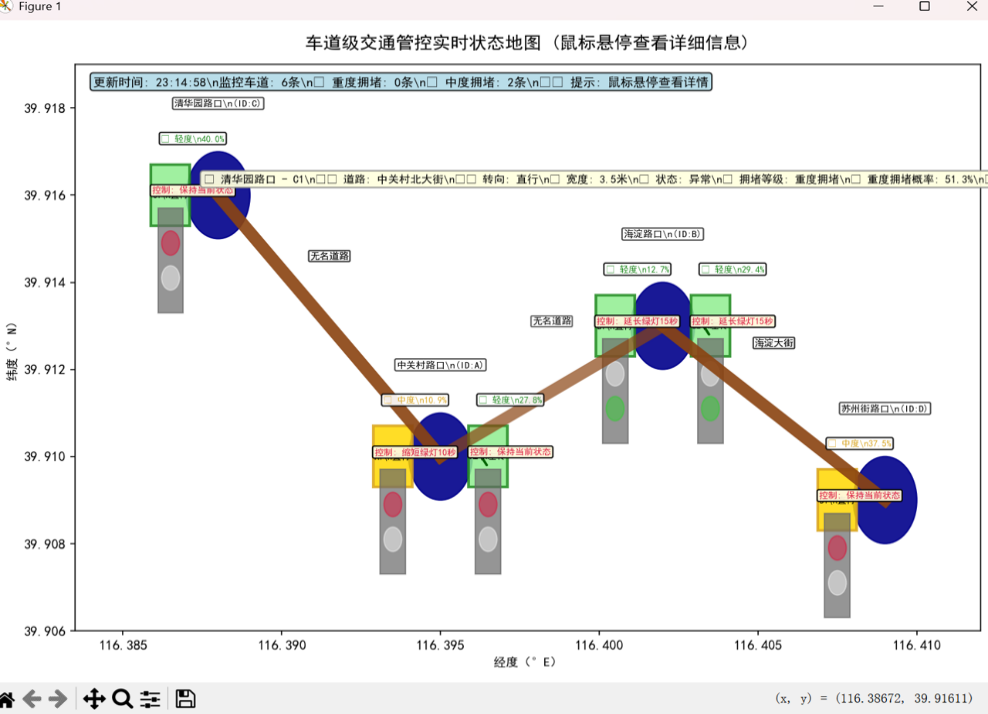 Figure 1
车道级交通管控实时状态地图 (鼠标悬停查看详细信息)
更新时间: 23:14:58\n监控车道: 6条\n□ 重度拥堵: 0条\n□ 中度拥堵: 2条\n□□ 提示: 鼠标悬停查看详情
清华园路口\n(ID:C)
□ 轻度\n40.0%
控制: 保持当前状态
□ 清华园路口 - C1\n□□ 道路: 中关村北大街\n□□ 转向: 直行\n□ 宽度: 3.5米\n□ 状态: 异常\n□ 拥堵等级: 重度拥堵\n□ 重度拥堵概率: 51.3%\n□
无名道路
海淀路口\n(ID:B)
□ 轻度\n12.7%
□ 轻度\n29.4%
无名道路
控制: 延长绿灯15秒
控制: 延长绿灯15秒
海淀大街
中关村路口\n(ID:A)
□ 中度\n10.9%
□ 轻度\n27.8%
控制: 缩短绿灯10秒
控制: 保持当前状态
苏州街路口\n(ID:D)
□ 中度\n37.5%
控制: 保持当前状态
39.918
39.916
39.914
39.912
39.910
39.908
39.906
纬度 (°N)
116.385
116.390
116.395
116.400
116.405
116.410
经度 (°E)
(x, y) = (116.38672, 39.91611)